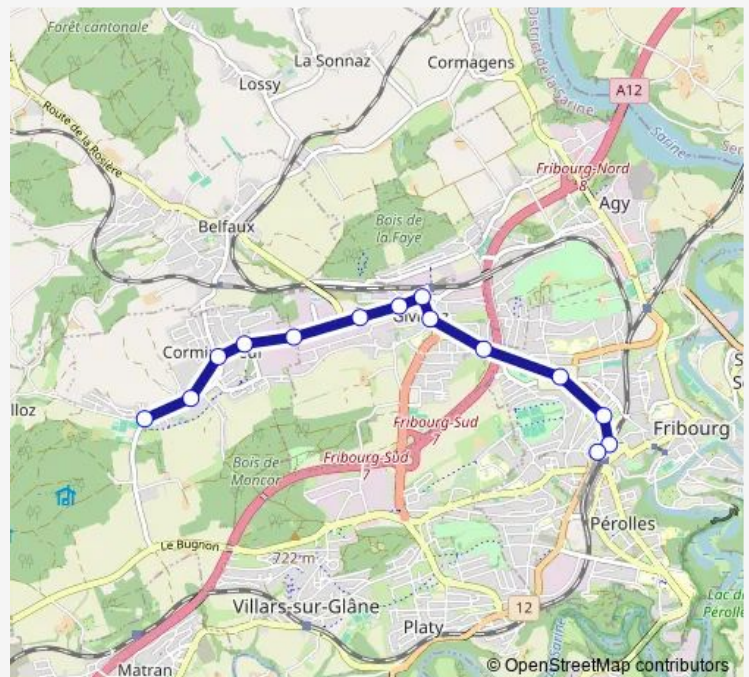 Forêt cantonale
La Sonnaz
Cormagens
Lossy
District de la Sarine
A12
Sarine
Route de la Rosière
Fribourg-Nord
8
Agy
Bois de
la Faye
Belfaux
Fribourg-Sud
7
Fribourg
Fribourg-Sud
7
Bois de
Moncor
Pérolles
Le Bugnon
722 m
Villars-sur-Glâne
12
Platy
Matran
Sarine
© OpenStreetMap contributors